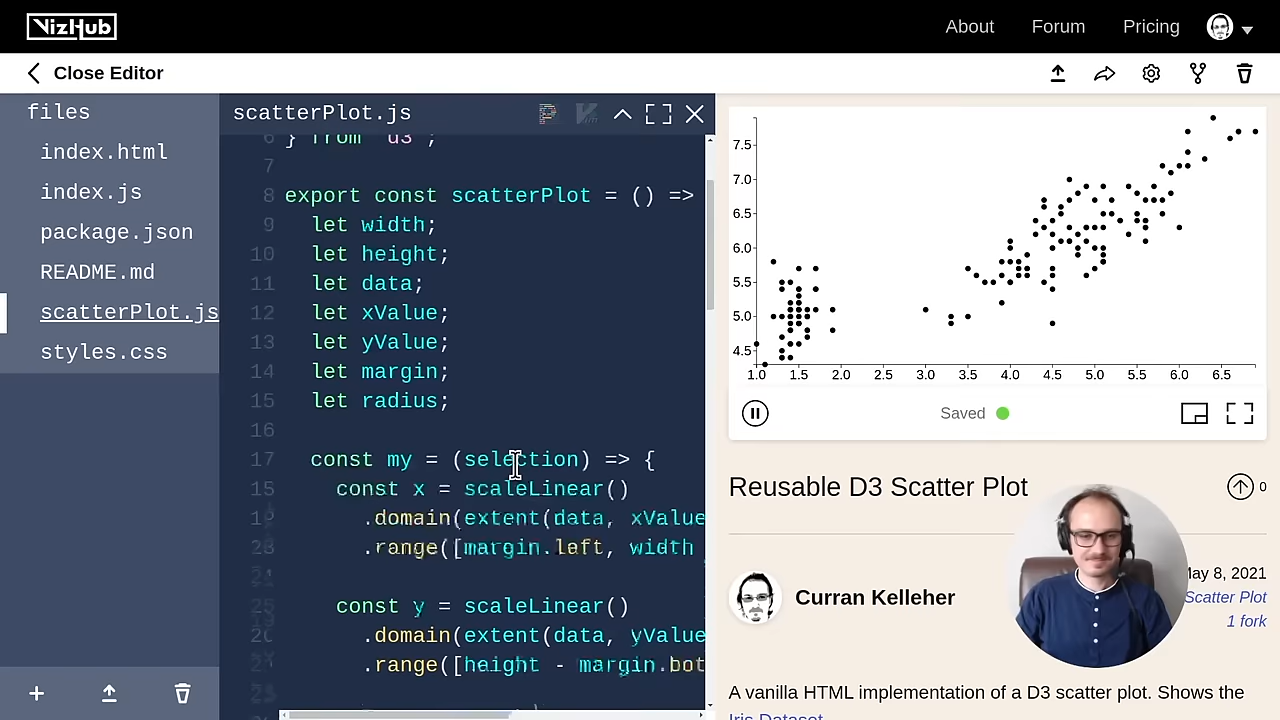 VizHub
About Forum Pricing
Close Editor
files
index.html
index.js
package.json
README.md
scatterPlot.js
styles.css
scatterPlot.js
6 } from 'd3';
7
8 export const scatterPlot = () =>
9 let width;
10 let height;
11 let data;
12 let xValue;
13 let yValue;
14 let margin;
15 let radius;
16
17 const my = (selection) => {
const x = scaleLinear()
.domain(extent(data, xValue
.range([margin.left, width
const y = scaleLinear()
.domain(extent(data, yValue
.range([height - margin.bot
7.5
7.0
6.5
6.0
5.5
5.0
4.5
1.0 1.5 2.0 2.5 3.0 3.5 4.0 4.5 5.0 5.5 6.0 6.5
Saved
Reusable D3 Scatter Plot
0
Curran Kelleher
May 8, 2021
Scatter Plot
1 fork
A vanilla HTML implementation of a D3 scatter plot. Shows the
Iris Dataset